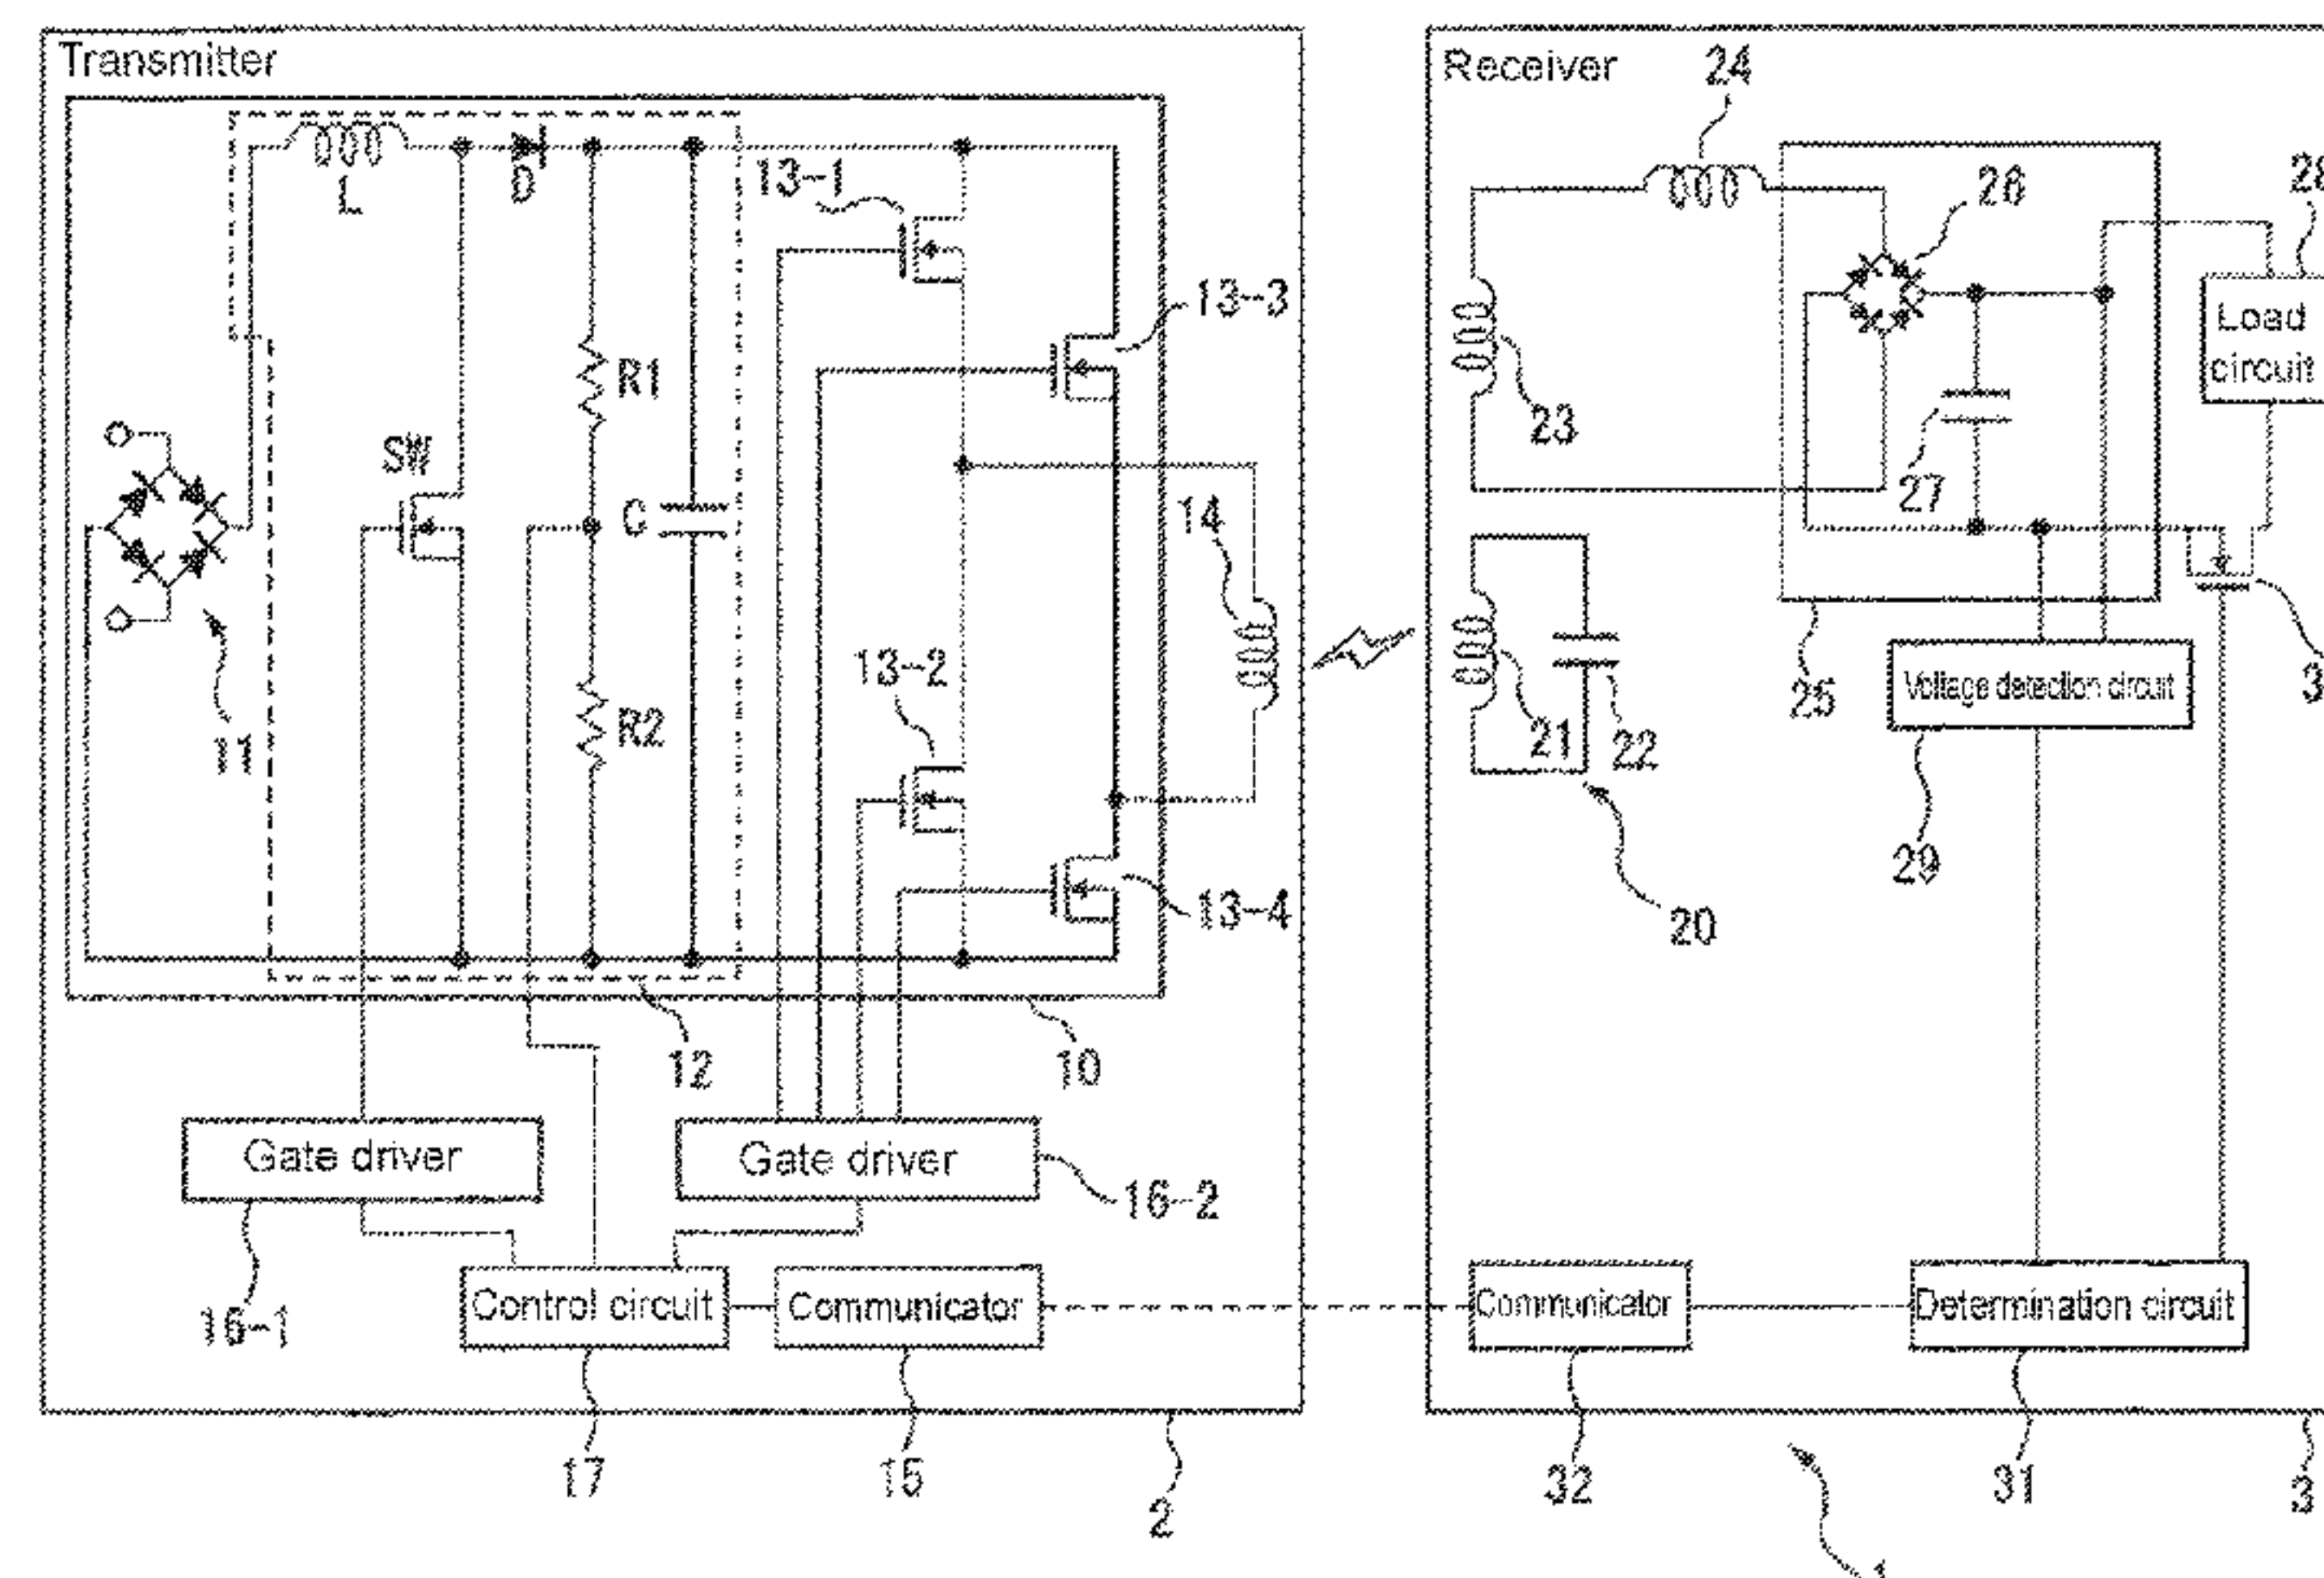 Transmitter
Receiver
24
L
D
13-1
26
28
13-3
Load
circuit
R1
23
SW
27
C
14
13-2
25
Voltage detection circuit
11
R2
21
22
29
13-4
20
12
10
Gate driver
Gate driver
16-2
16-1
Control circuit
Communicator
Communicator
Determination circuit
17
15
2
32
31
3
1